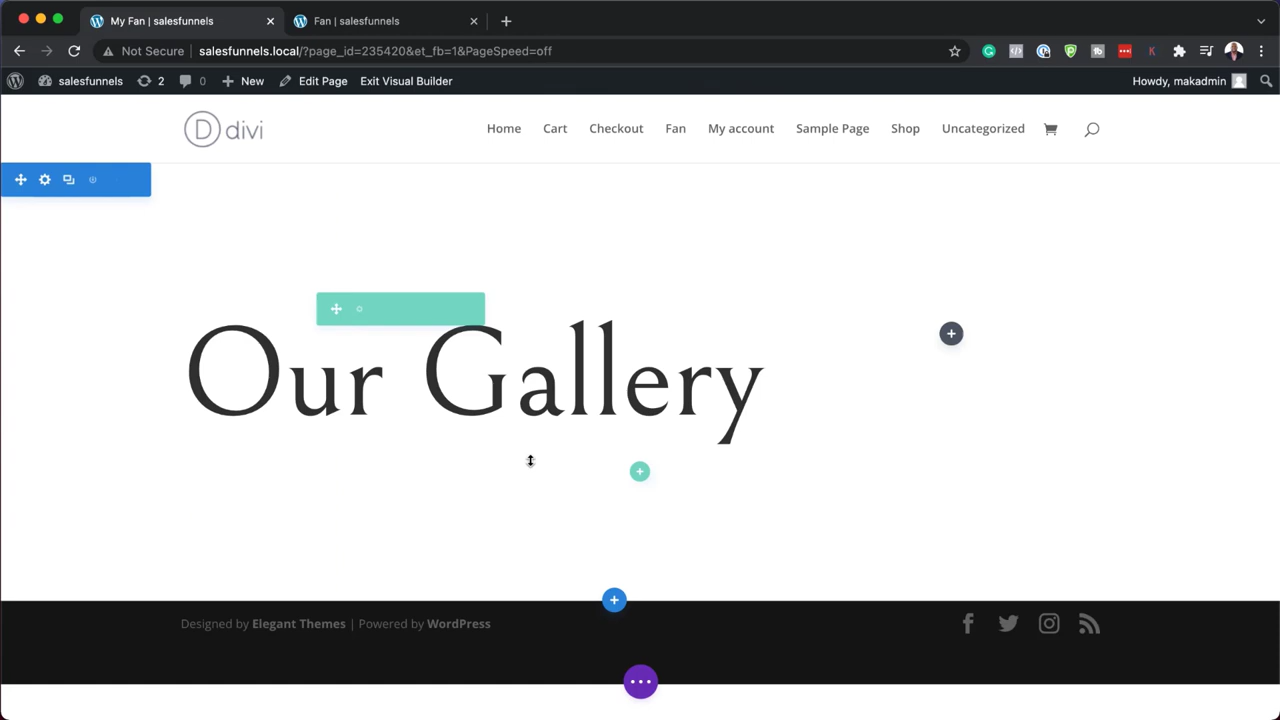 My Fan | salesfunnels
Fan | salesfunnels
Not Secure
salesfunnels.local/?page_id=235420&et_fb=1&PageSpeed=off
salesfunnels 2 0 New Edit Page Exit Visual Builder Howdy, makadmin
D divi
Home Cart Checkout Fan My account Sample Page Shop Uncategorized
Our Gallery
Designed by Elegant Themes | Powered by WordPress